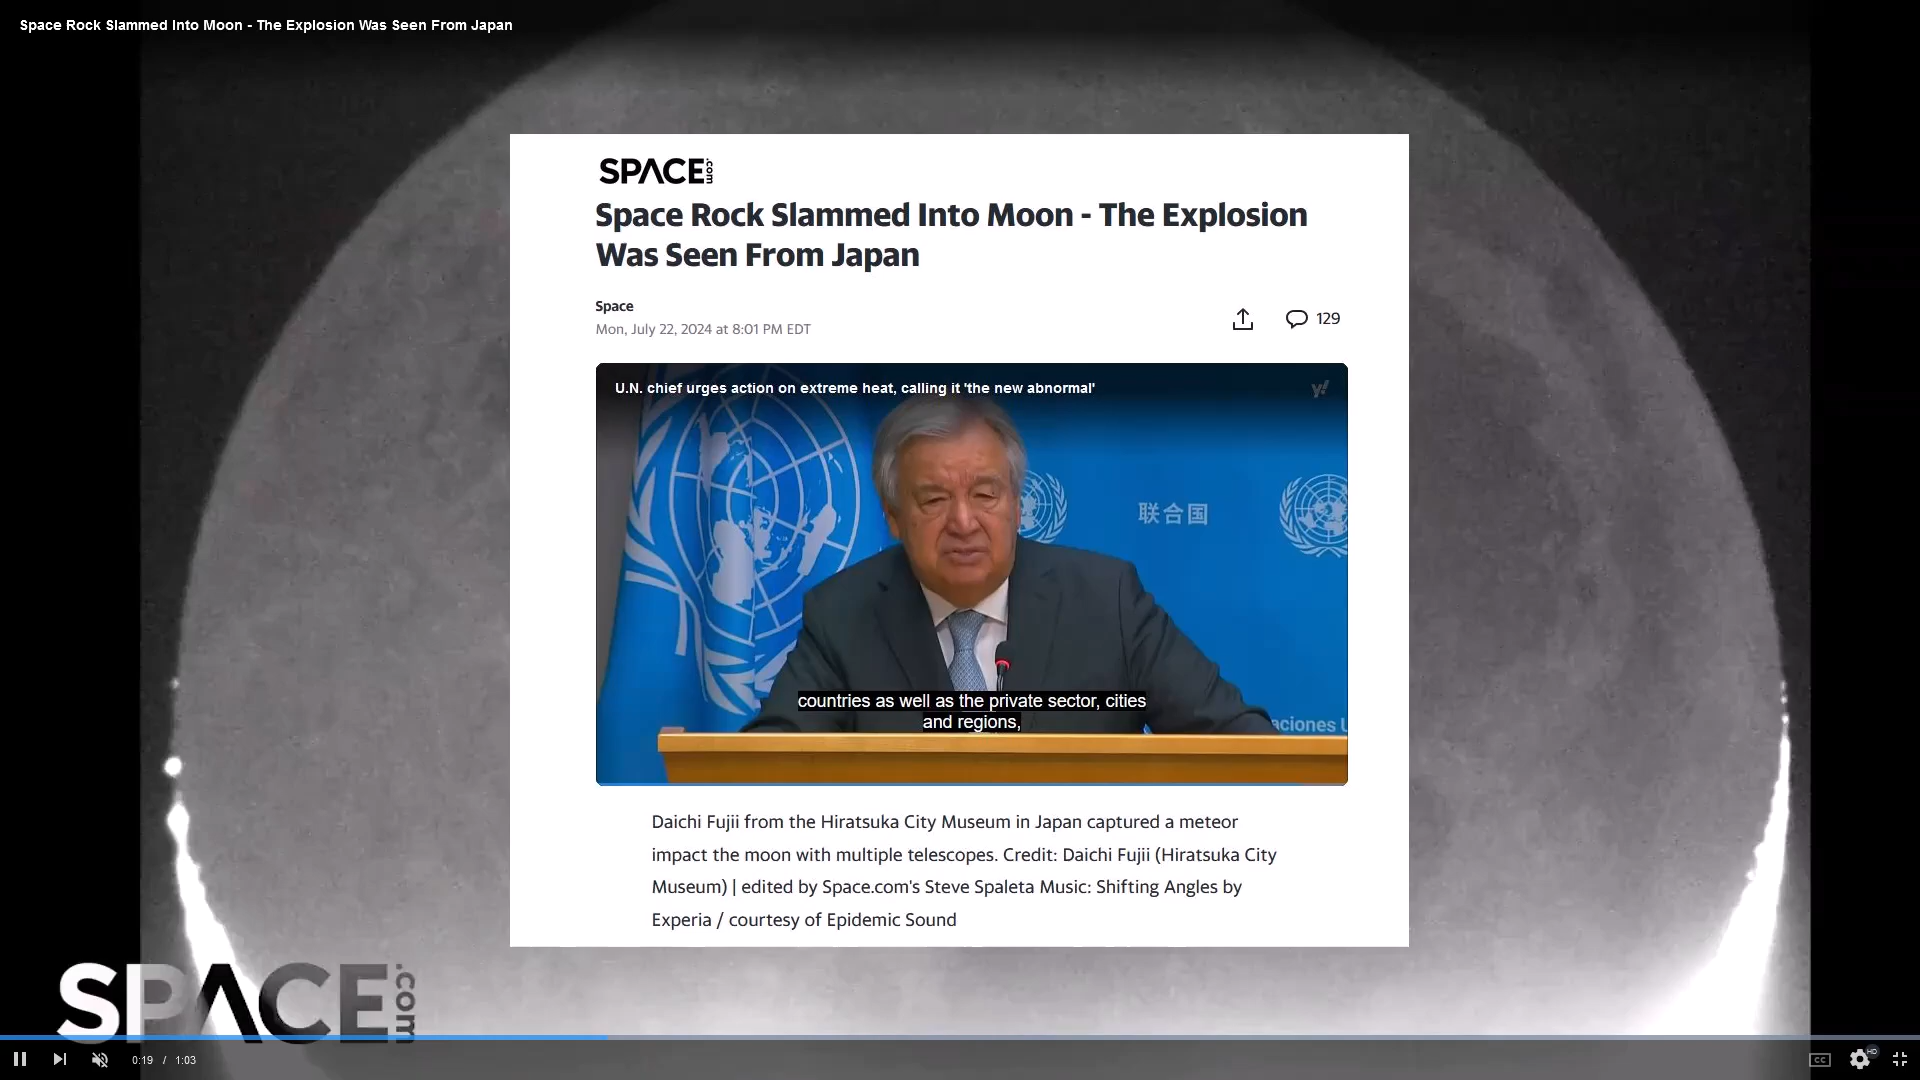 Space Rock Slammed Into Moon - The Explosion Was Seen From Japan
SPACE.com
Space Rock Slammed Into Moon - The Explosion
Was Seen From Japan
Space
Mon, July 22, 2024 at 8:01 PM EDT
129
U.N. chief urges action on extreme heat, calling it 'the new abnormal'
y!
联合国
countries as well as the private sector, cities
and regions,
aciones U
Daichi Fujii from the Hiratsuka City Museum in Japan captured a meteor
impact the moon with multiple telescopes. Credit: Daichi Fujii (Hiratsuka City
Museum) | edited by Space.com's Steve Spaleta Music: Shifting Angles by
Experia / courtesy of Epidemic Sound
SPACE.com
0:19 / 1:03
CC
HD